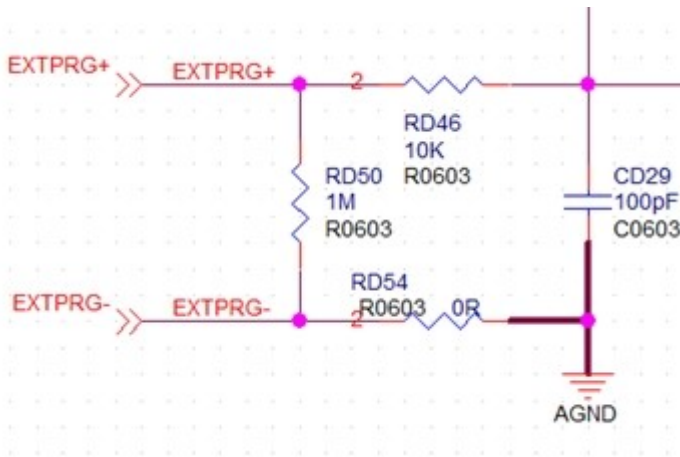 EXTPRG+ EXTPRG+ 2
RD46
10K
R0603
RD50
1M
R0603
CD29
100pF
C0603
RD54
R0603 0R
EXTPRG- EXTPRG- 2
AGND